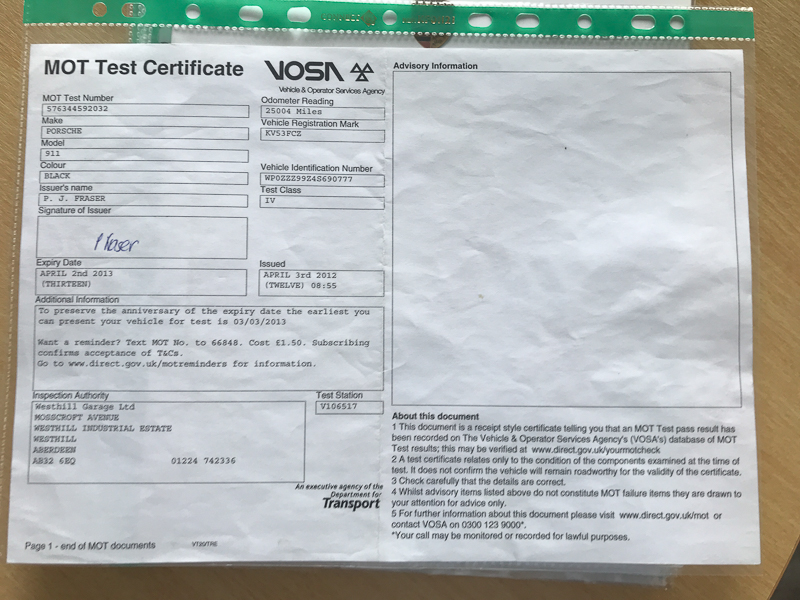 MOT Test Certificate
VOSA
Vehicle & Operator Services Agency
MOT Test Number
576344592032
Make
PORSCHE
Model
911
Colour
BLACK
Issuer's name
P. J. FRASER
Signature of Issuer
Odometer Reading
25004 Miles
Vehicle Registration Mark
KV53FCZ
Vehicle Identification Number
WP0ZZZ99Z4S690777
Test Class
IV
Expiry Date
APRIL 2nd 2013
(THIRTEEN)
Issued
APRIL 3rd 2012
(TWELVE) 08:55
Additional Information
To preserve the anniversary of the expiry date the earliest you
can present your vehicle for test is 03/03/2013
Want a reminder? Text MOT No. to 66848. Cost £1.50. Subscribing
confirms acceptance of T&Cs.
Go to www.direct.gov.uk/motreminders for information.
Inspection Authority
Westhill Garage Ltd
MOSSCROFT AVENUE
WESTHILL INDUSTRIAL ESTATE
WESTHILL
ABERDEEN
AB32 6EQ 01224 742336
Test Station
V106517
An executive agency of the
Department for
Transport
Page 1 - end of MOT documents
VT20/TRE
Advisory Information
About this document
1 This document is a receipt style certificate telling you that an MOT Test pass result has
been recorded on The Vehicle & Operator Services Agency's (VOSA's) database of MOT
Test results; this may be verified at www.direct.gov.uk/yourmotcheck
2 A test certificate relates only to the condition of the components examined at the time of
test. It does not confirm the vehicle will remain roadworthy for the validity of the certificate.
3 Check carefully that the details are correct.
4 Whilst advisory items listed above do not constitute MOT failure items they are drawn to
your attention for advice only.
5 For further information about this document please visit www.direct.gov.uk/mot or
contact VOSA on 0300 123 9000*.
*Your call may be monitored or recorded for lawful purposes.